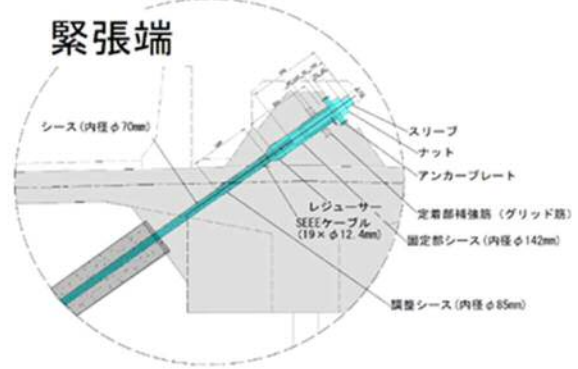 緊張端
シース(内径φ70mm)
スリーブ
ナット
アンカープレート
レジューサー
定着部補強筋 (グリッド筋)
SEEEケーブル
(19×φ12.4mm)
固定部シース(内径φ142mm)
調整シース(内径φ85mm)